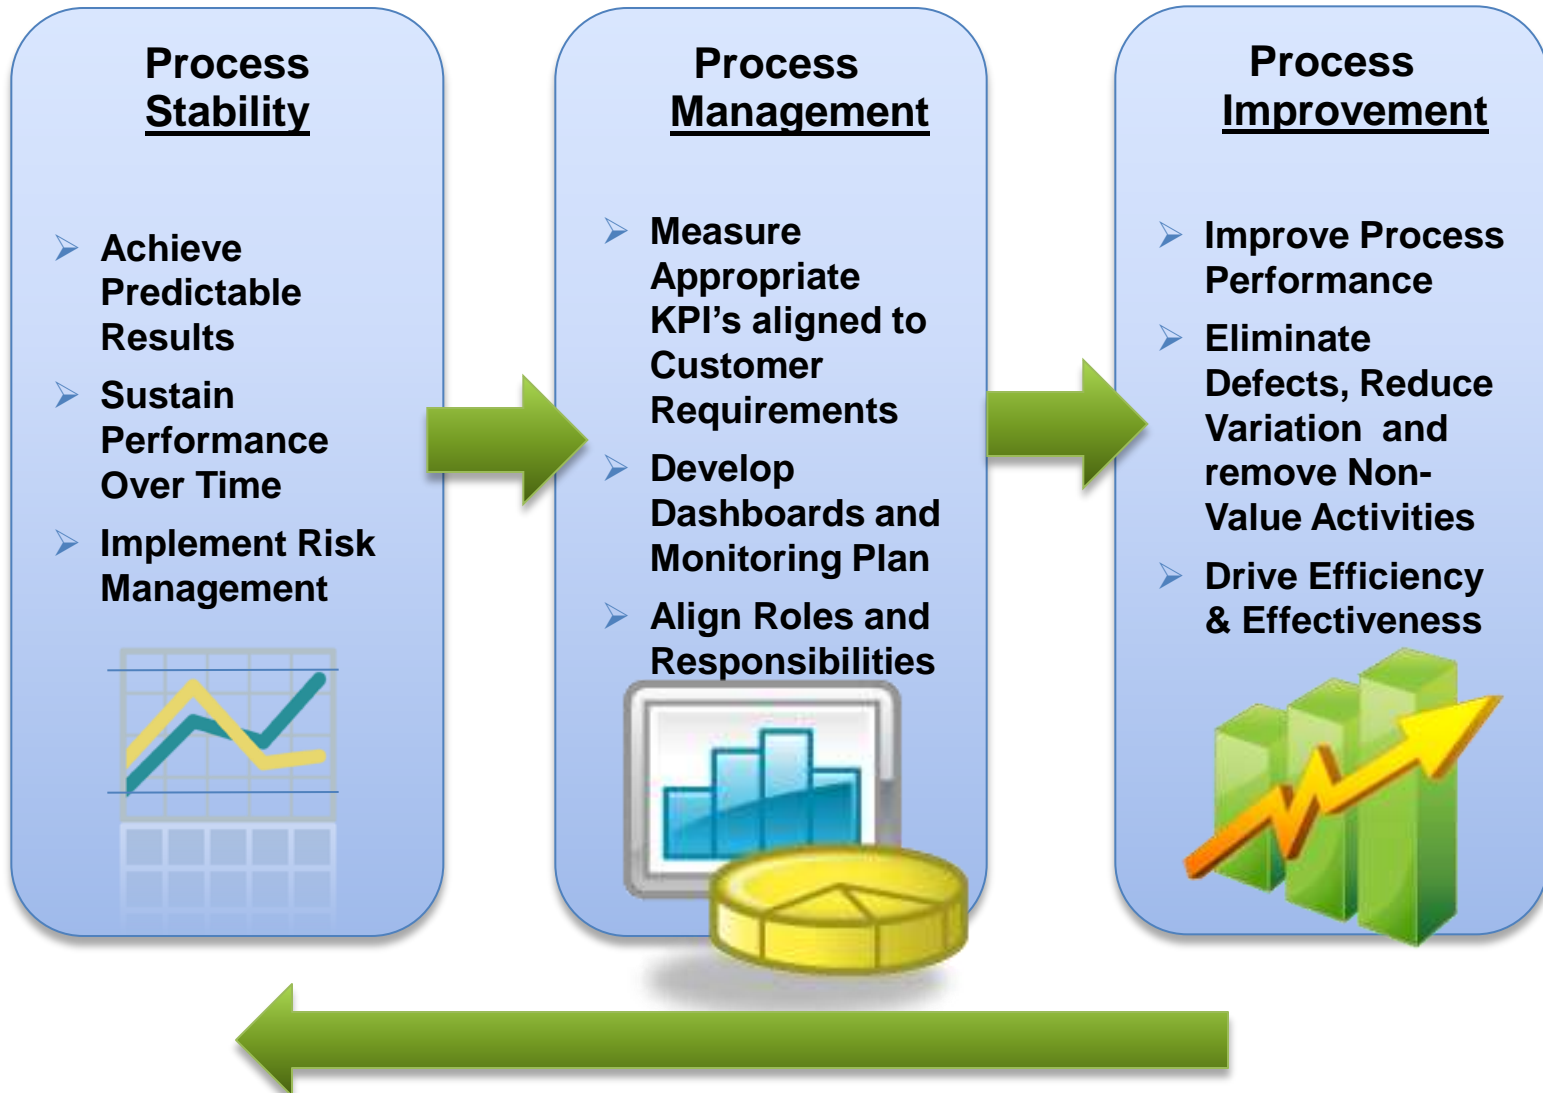 Process
Stability
Achieve
Predictable
Results
Sustain
Performance
Over Time
Implement Risk
Management
Process
Management
Measure
Appropriate
KPI’s aligned to
Customer
Requirements
Develop
Dashboards and
Monitoring Plan
Align Roles and
Responsibilities
Process
Improvement
Improve Process
Performance
Eliminate
Defects, Reduce
Variation  and
remove Non-
Value Activities
Drive Efficiency
& Effectiveness